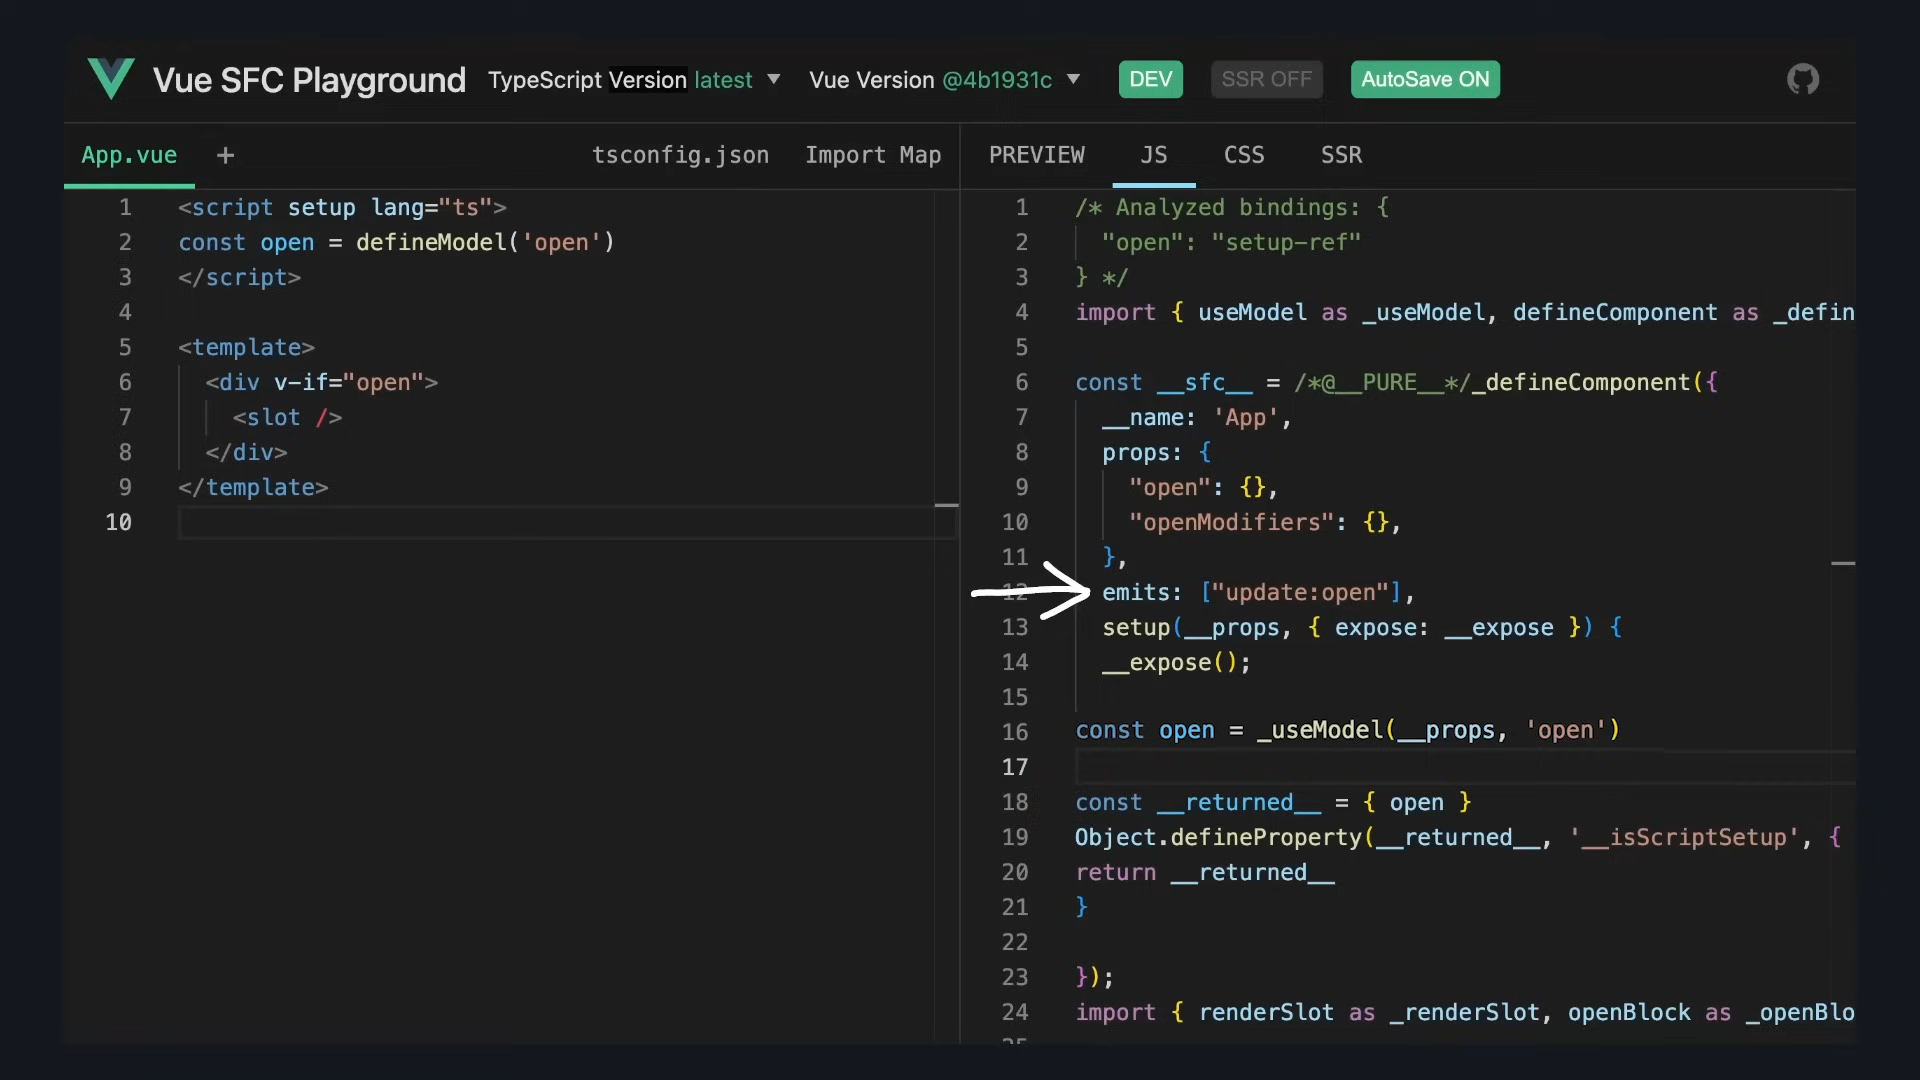 Vue SFC Playground TypeScript Version latest Vue Version @4b1931c DEV SSR OFF AutoSave ON
App.vue + tsconfig.json Import Map
1 <script setup lang="ts">
2 const open = defineModel('open')
3 </script>
4
5 <template>
6 <div v-if="open">
7 <slot />
8 </div>
9 </template>
10
PREVIEW JS CSS SSR
1 /* Analyzed bindings: {
2 "open": "setup-ref"
3 } */
4 import { useModel as _useModel, defineComponent as _defin
5
6 const __sfc__ = /*@__PURE__*/_defineComponent({
7 __name: 'App',
8 props: {
9 "open": {},
10 "openModifiers": {},
11 },
12 emits: ["update:open"],
13 setup(__props, { expose: __expose }) {
14 __expose();
15
16 const open = _useModel(__props, 'open')
17
18 const __returned__ = { open }
19 Object.defineProperty(__returned__, '__isScriptSetup', {
20 return __returned__
21 }
22
23 });
24 import { renderSlot as _renderSlot, openBlock as _openBlo